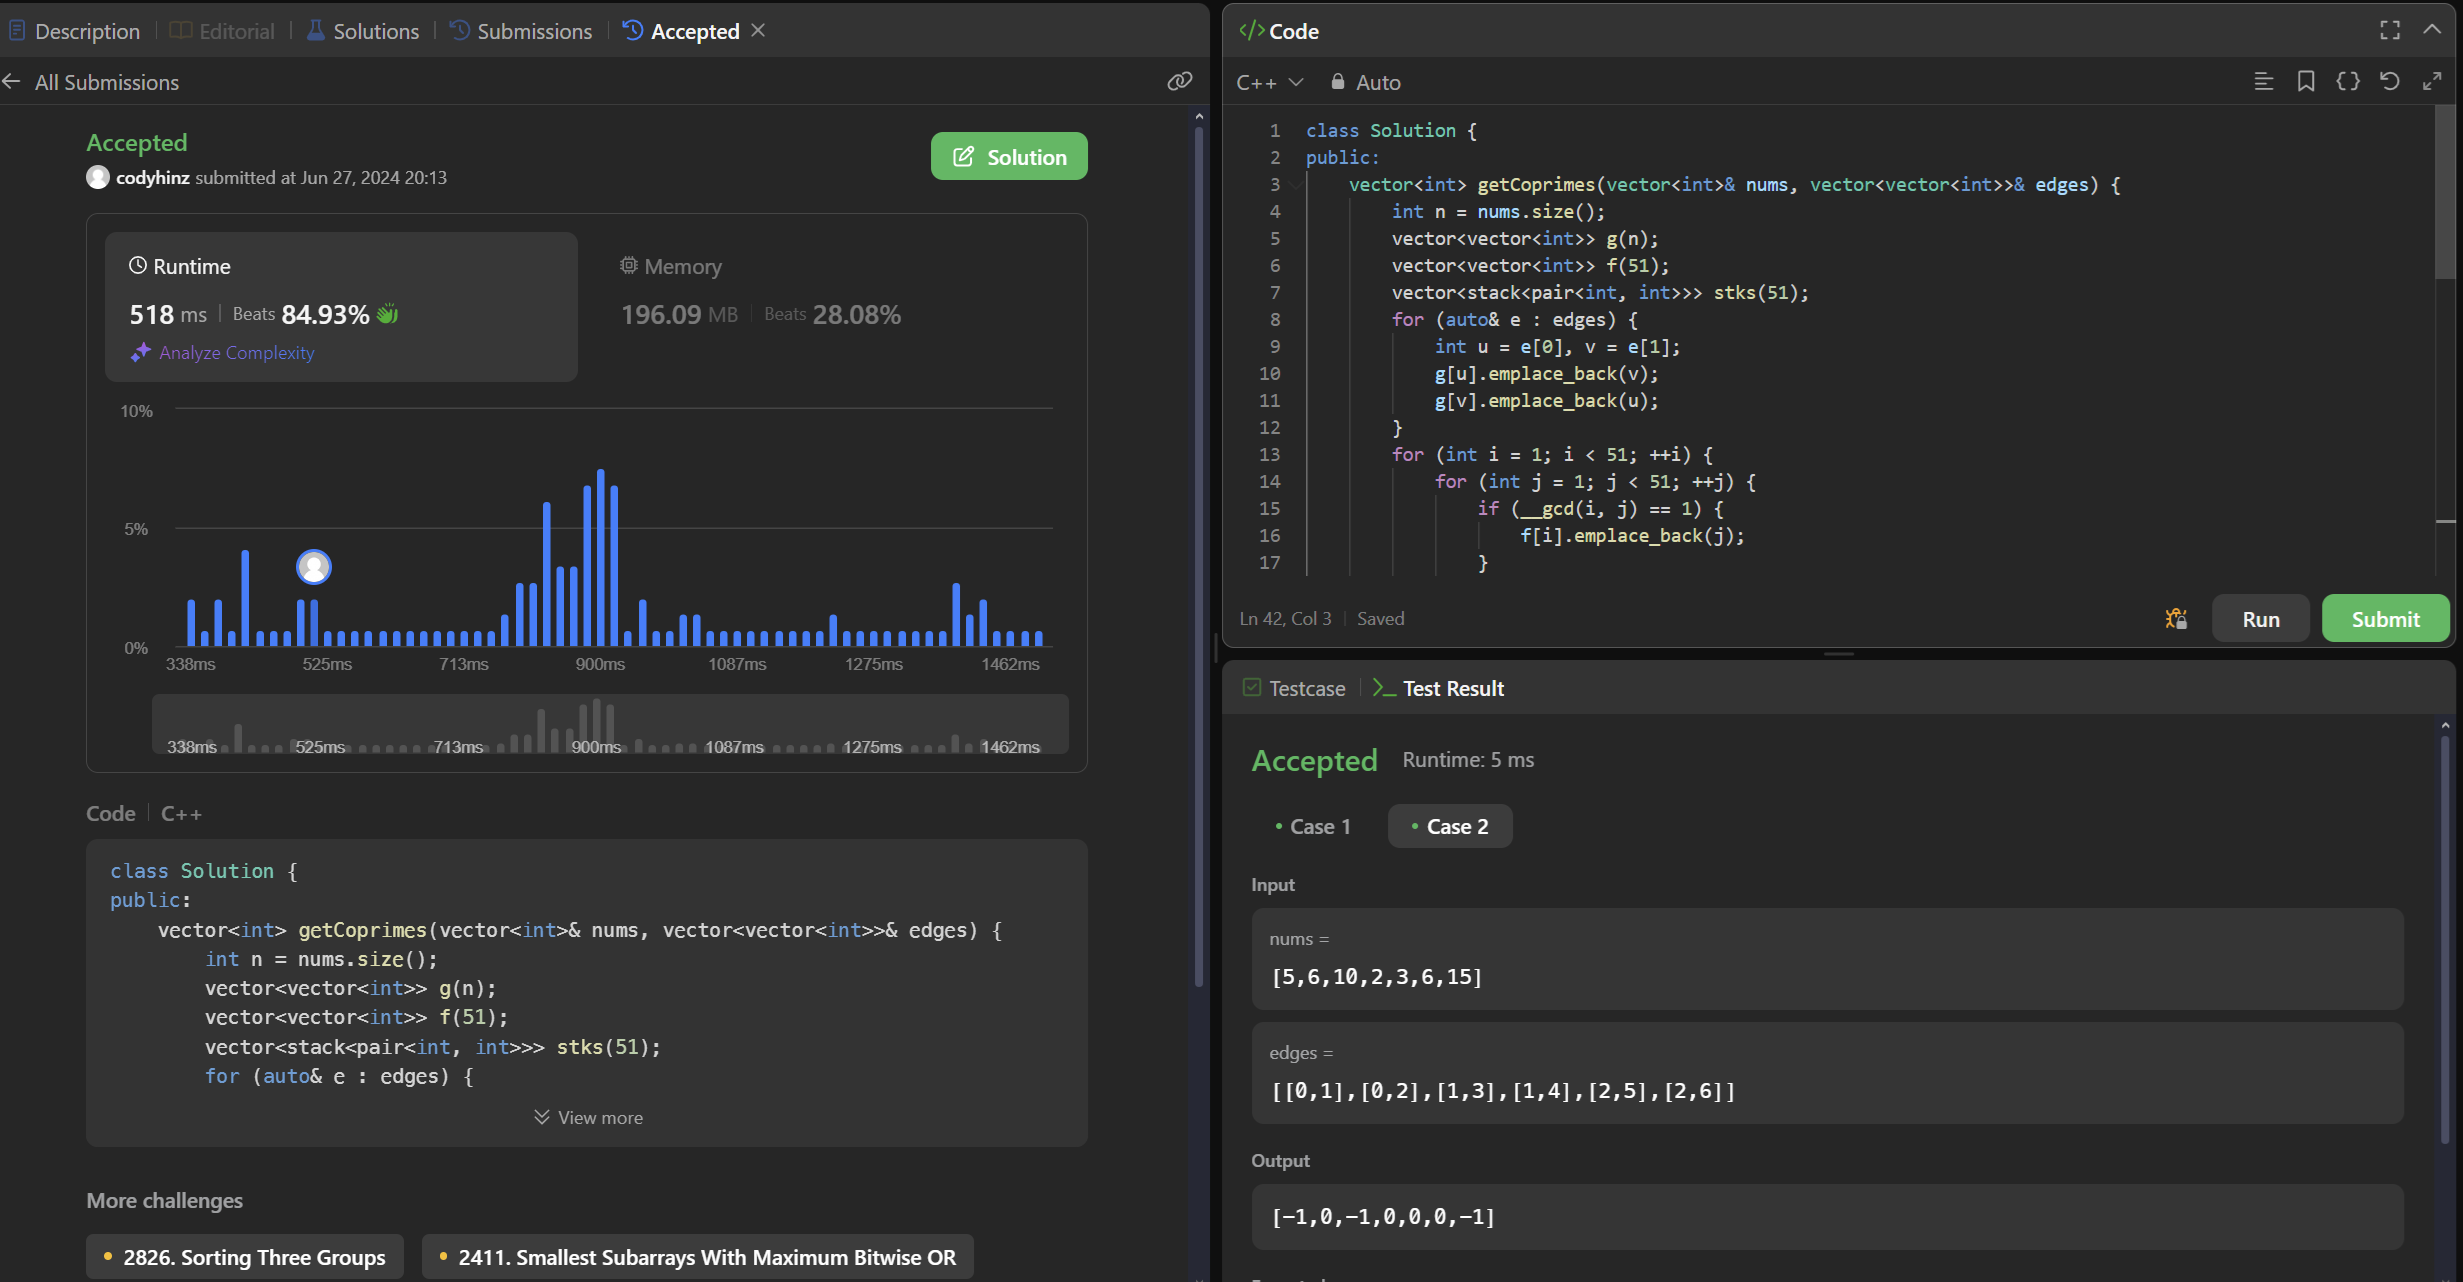 Description
Editorial
Solutions
Submissions
Accepted
All Submissions
Accepted
codyhinz submitted at Jun 27, 2024 20:13
Solution
Runtime
518 ms | Beats 84.93%
Analyze Complexity
Memory
196.09 MB | Beats 28.08%
10%
5%
0%
338ms 525ms 713ms 900ms 1087ms 1275ms 1462ms
338ms 525ms 713ms 900ms 1087ms 1275ms 1462ms
Code | C++
class Solution {
public:
    vector<int> getCoprimes(vector<int>& nums, vector<vector<int>>& edges) {
        int n = nums.size();
        vector<vector<int>> g(n);
        vector<vector<int>> f(51);
        vector<stack<pair<int, int>>> stks(51);
        for (auto& e : edges) {
View more
More challenges
2826. Sorting Three Groups
2411. Smallest Subarrays With Maximum Bitwise OR
</> Code
C++
Auto
1 class Solution {
2 public:
3     vector<int> getCoprimes(vector<int>& nums, vector<vector<int>>& edges) {
4         int n = nums.size();
5         vector<vector<int>> g(n);
6         vector<vector<int>> f(51);
7         vector<stack<pair<int, int>>> stks(51);
8         for (auto& e : edges) {
9             int u = e[0], v = e[1];
10             g[u].emplace_back(v);
11             g[v].emplace_back(u);
12         }
13         for (int i = 1; i < 51; ++i) {
14             for (int j = 1; j < 51; ++j) {
15                 if (__gcd(i, j) == 1) {
16                     f[i].emplace_back(j);
17                 }
Ln 42, Col 3 | Saved
Run
Submit
Testcase
Test Result
Accepted
Runtime: 5 ms
Case 1
Case 2
Input
nums =
[5,6,10,2,3,6,15]
edges =
[[0,1],[0,2],[1,3],[1,4],[2,5],[2,6]]
Output
[-1,0,-1,0,0,0,-1]